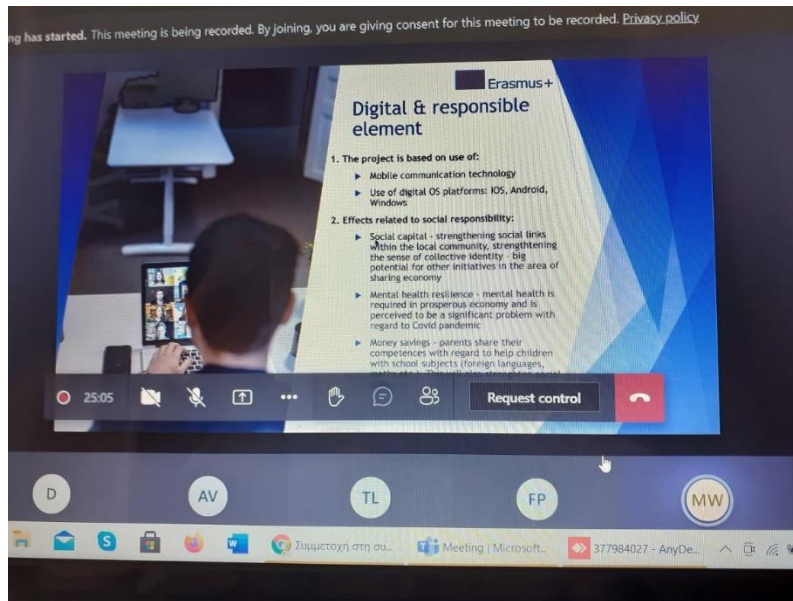 ng has started. This meeting is being recorded. By joining, you are giving consent for this meeting to be recorded. Privacy policy
Erasmus+
Digital & responsible
element
1. The project is based on use of:
Mobile communication technology
Use of digital OS platforms: IOS, Android,
Windows
2. Effects related to social responsibility:
Social capital - strengthening social links
within the local community, strengthtening
the sense of collective identity - big
potential for other initiatives in the area of
sharing economy
Mental health resilience - mental health is
required in prosperous economy and is
perceived to be a significant problem with
regard to Covid pandemic
Money savings - parents share their
competences with regard to help children
with school subjects (foreign languages,
25:05
Request control
D
AV
TL
FP
MW
Συμμετοχή στη συ...
Meeting | Microsoft...
377984027 - AnyDe...